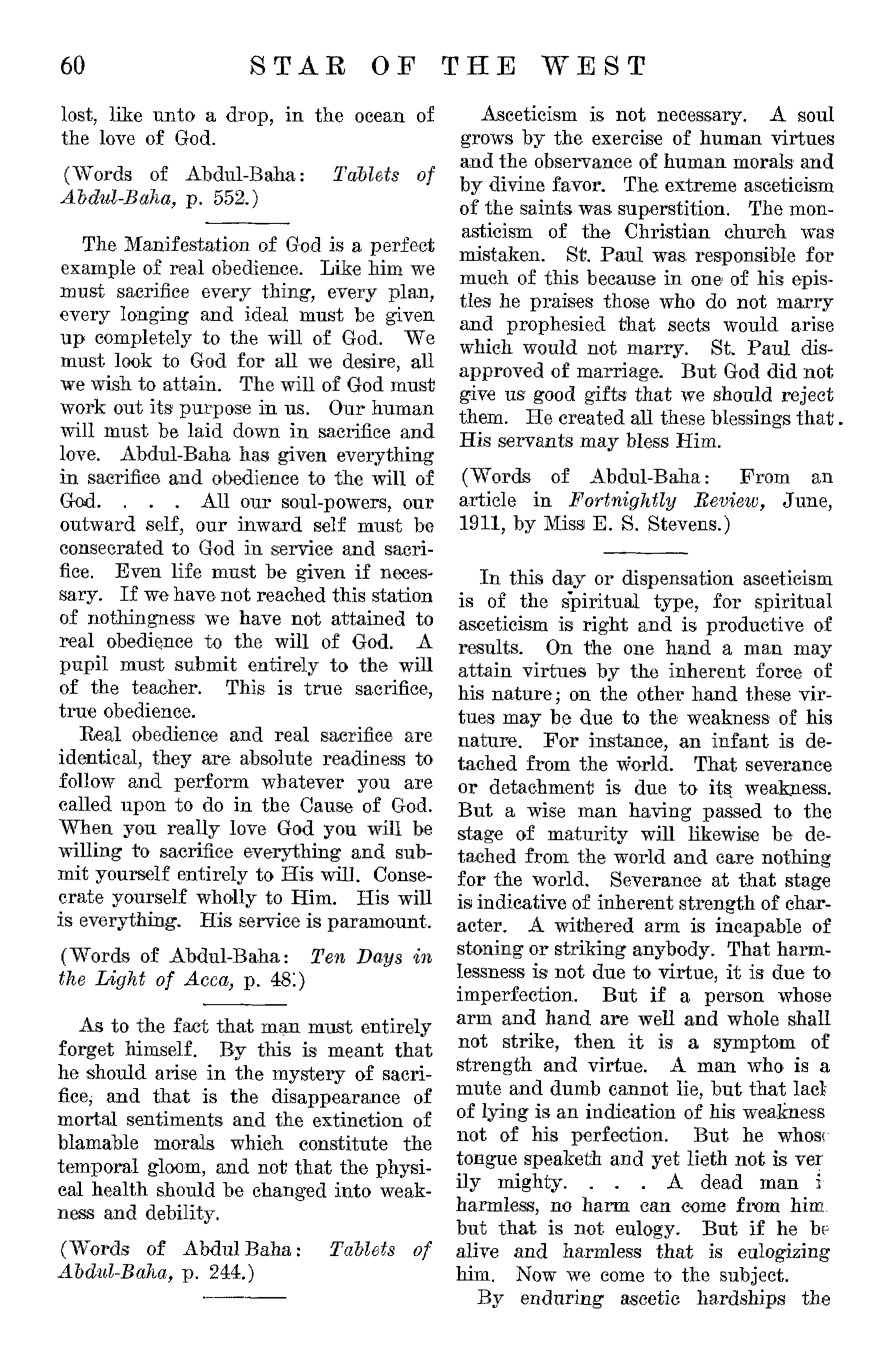 60 STAR OF THE WEST
lost, like unto a drop, in the ocean of
the love of God.
(Words of Abdul-Baha: Tablets of
Abdul-Baha, p. 552.)
The Manifestation of God is a perfect
example of real obedience. Like him we
must sacrifice every thing, every plan,
every longing and ideal must be given
up completely to the will of God. We
must look to God for all we desire, all
we wish to attain. The will of God must
work out its purpose in us. Our human
will must be laid down in sacrifice and
love. Abdul-Baha has given everything
in sacrifice and obedience to the will of
God. . . . All our soul-powers, our
outward self, our inward self must be
consecrated to God in service and sacri-
fice. Even life must be given if neces-
sary. If we have not reached this station
of nothingness we have not attained to
real obedience to the will of God. A
pupil must submit entirely to the will
of the teacher. This is true sacrifice,
true obedience.
Real obedience and real sacrifice are
identical, they are absolute readiness to
follow and perform whatever you are
called upon to do in the Cause of God.
When you really love God you will be
willing to sacrifice everything and sub-
mit yourself entirely to His will. Conse-
crate yourself wholly to Him. His will
is everything. His service is paramount.
(Words of Abdul-Baha: Ten Days in
the Light of Acca, p. 48.)
As to the fact that man must entirely
forget himself. By this is meant that
he should arise in the mystery of sacri-
fice, and that is the disappearance of
mortal sentiments and the extinction of
blamable morals which constitute the
temporal gloom, and not that the physi-
cal health should be changed into weak-
ness and debility.
(Words of Abdul Baha: Tablets of
Abdul-Baha, p. 244.)
Asceticism is not necessary. A soul
grows by the exercise of human virtues
and the observance of human morals and
by divine favor. The extreme asceticism
of the saints was superstition. The mon-
asticism of the Christian church was
mistaken. St. Paul was responsible for
much of this because in one of his epis-
tles he praises those who do not marry
and prophesied that sects would arise
which would not marry. St. Paul dis-
approved of marriage. But God did not
give us good gifts that we should reject
them. He created all these blessings that.
His servants may bless Him.
(Words of Abdul-Baha: From an
article in Fortnightly Review, June,
1911, by Miss E. S. Stevens.)
In this day or dispensation asceticism
is of the spiritual type, for spiritual
asceticism is right and is productive of
results. On the one hand a man may
attain virtues by the inherent force of
his nature; on the other hand these vir-
tues may be due to the weakness of his
nature. For instance, an infant is de-
tached from the world. That severance
or detachment is due to its weakness.
But a wise man having passed to the
stage of maturity will likewise be de-
tached from the world and care nothing
for the world. Severance at that stage
is indicative of inherent strength of char-
acter. A withered arm is incapable of
stoning or striking anybody. That harm-
lessness is not due to virtue, it is due to
imperfection. But if a person whose
arm and hand are well and whole shall
not strike, then it is a symptom of
strength and virtue. A man who is a
mute and dumb cannot lie, but that lack
of lying is an indication of his weakness
not of his perfection. But he whose
tongue speaketh and yet lieth not is ver
ily mighty. . . . A dead man i
harmless, no harm can come from him.
but that is not eulogy. But if he be
alive and harmless that is eulogizing
him. Now we come to the subject.
By enduring ascetic hardships the